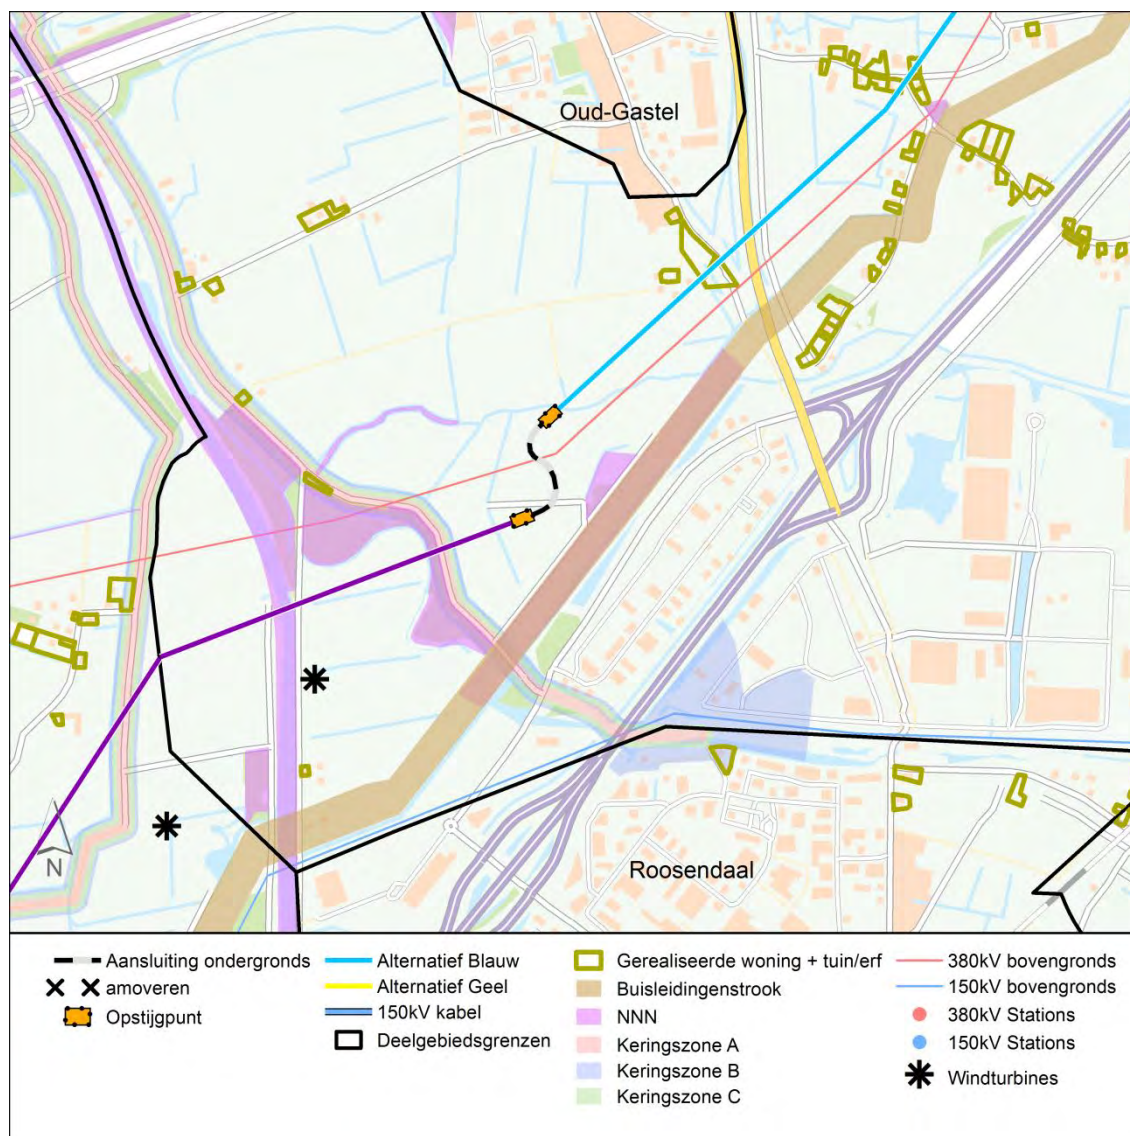 Oud-Gastel
Roosendaal
N
Aansluiting ondergronds
amoveren
Opstijgpunt
Alternatief Blauw
Alternatief Geel
150kV kabel
Deelgebiedsgrenzen
Gerealiseerde woning + tuin/erf
Buisleidingenstrook
NNN
Keringszone A
Keringszone B
Keringszone C
380kV bovengronds
150kV bovengronds
380kV Stations
150kV Stations
Windturbines